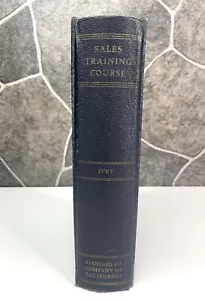 SALES
TRAINING
COURSE
IVEY
STANDARD OIL
COMPANY OF
CALIFORNIA